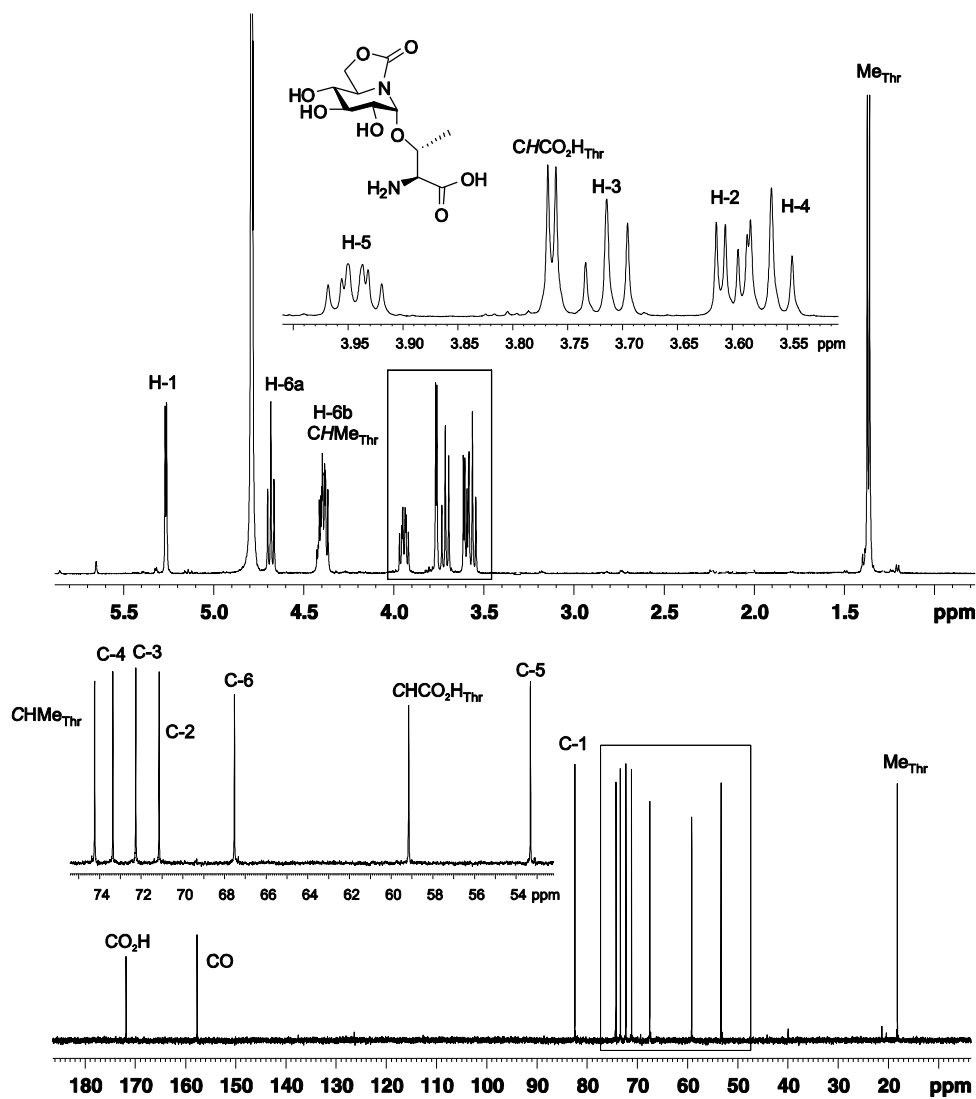 O
O
N
HO
HO
OH
O
H₂N
OH
O
Me_Thr
CHCO₂H_Thr
H-3
H-2
H-4
H-5
3.95 3.90 3.85 3.80 3.75 3.70 3.65 3.60 3.55 ppm
H-1
H-6a
H-6b
CHMe_Thr
5.5 5.0 4.5 4.0 3.5 3.0 2.5 2.0 1.5 ppm
C-4 C-3
C-6
CHCO₂H_Thr
C-5
CHMe_Thr
C-2
C-1
Me_Thr
74 72 70 68 66 64 62 60 58 56 54 ppm
CO₂H
CO
180 170 160 150 140 130 120 110 100 90 80 70 60 50 40 30 20 ppm